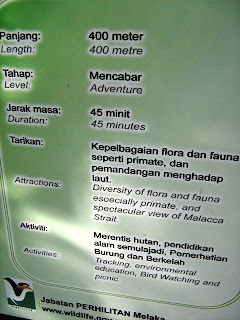 Panjang: 400 meter
Length: 400 metre
Tahap: Mencabar
Level: Adventure
Jarak masa: 45 minit
Duration: 45 minutes
Tarikan: Kepelbagaian flora dan fauna
seperti primate, dan
pemandangan menghadap
laut.
Attractions: Diversity of flora and fauna
esoecially primate, and
spectacular view of Malacca
Strait.
Aktiviti: Merentis hutan, pendidikan
alam semulajadi, Pemerhatian
Burung dan Berkelah
Activities: Tracking, environmental
education, Bird Watching and
picnic.
Jabatan PERHILITAN Melaka
www.wildlife.gov